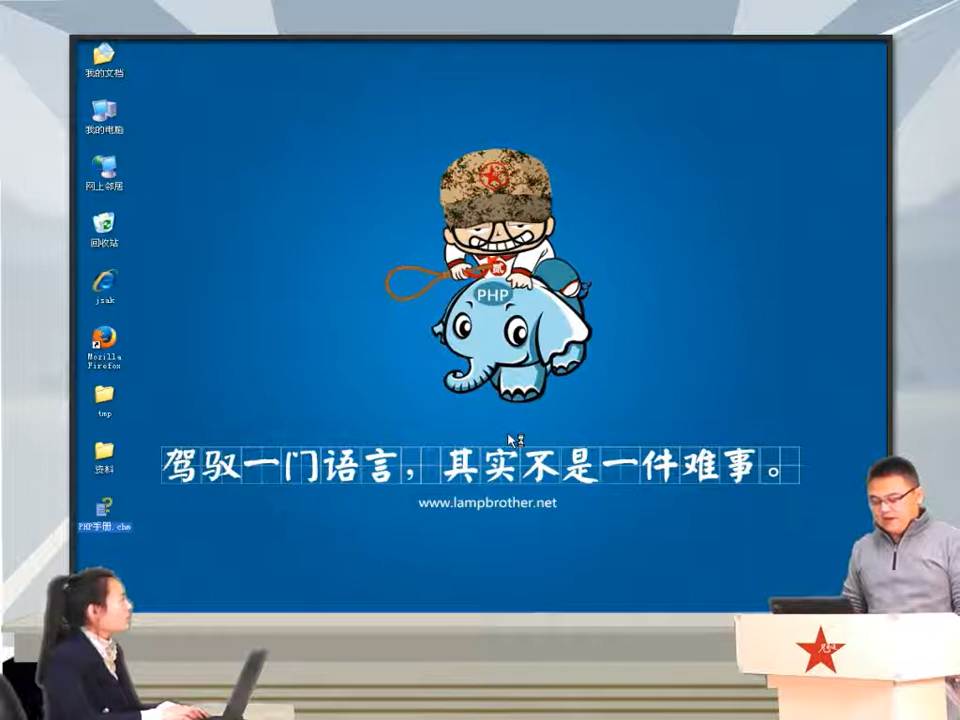 我的文档
我的电脑
网上邻居
回收站
jsak
Mozilla
Firefox
tmp
资料
PHP手册.chm
贰
PHP
驾驭一门语言，其实不是一件难事。
www.lampbrother.net